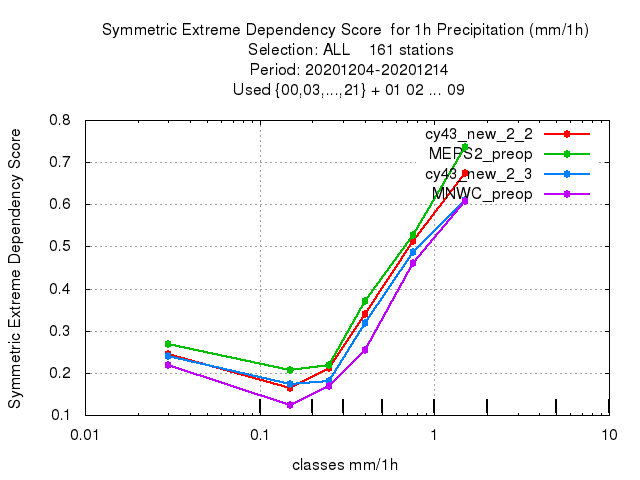 Symmetric Extreme Dependency Score for 1h Precipitation (mm/1h)
Selection: ALL 161 stations
Period: 20201204-20201214
Used {00,03,...,21} + 01 02 ... 09
Symmetric Extreme Dependency Score
0.8
0.7
0.6
0.5
0.4
0.3
0.2
0.1
cy43_new_2_2
MEPS2_preop
cy43_new_2_3
MNWC_preop
0.01
0.1
1
10
classes mm/1h